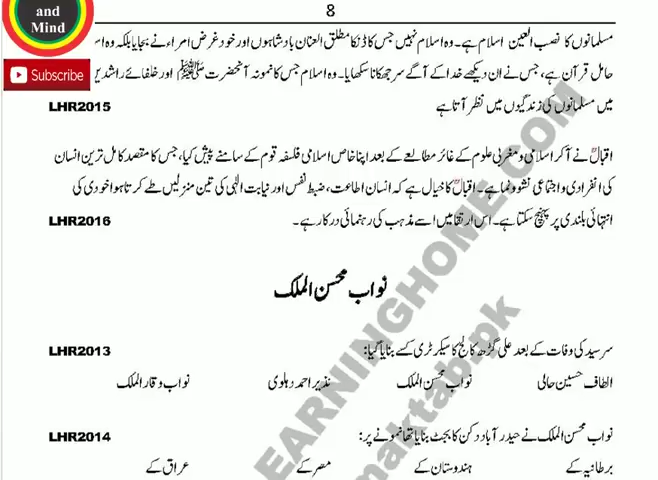 and
Mind
Subscribe
8
مسلمانوں کا نصب العین اسلام ہے۔ وہ اسلام نہیں جس کا ڈنکا مطلق العنان بادشاہوں اور خود غرض امراء نے بجایا بلکہ وہ اس
حامل قرآن ہے، جس نے ان دیکھے خدا کے آگے سر جھکانا سکھایا۔ وہ اسلام جس کا نمونہ آنحضرت ﷺ اور خلفائے راشدین
میں مسلمانوں کی زندگیوں میں نظر آتا ہے LHR2015
اقبالؒ نے آ کر اسلامی و مغربی علوم کے غائر مطالعے کے بعد اپنا خاص اسلامی فلسفہ قوم کے سامنے پیش کیا، جس کا مقصد کامل ترین انسان
کی انفرادی و اجتماعی نشوونما ہے۔ اقبالؒ کا خیال ہے کہ انسان اطاعت، ضبط نفس اور نیابت الٰہی کی تین منزلیں طے کرتا ہوا خودی کی
انتہائی بلندی پر پہنچ سکتا ہے۔ اس ارتقا میں اسے مذہب کی رہنمائی درکار ہے۔ LHR2016
نواب محسن الملک
سرسید کی وفات کے بعد علی گڑھ کالج کا سیکرٹری کسے بنایا گیا: LHR2013
الطاف حسین حالی نواب محسن الملک نذیر احمد دہلوی نواب وقار الملک
نواب محسن الملک نے حیدر آباد دکن کا بجٹ بنایا تھا نمونے پر: LHR2014
برطانیہ کے ہندوستان کے مصر کے عراق کے
EARNINGHOME.COM
maktab.pk